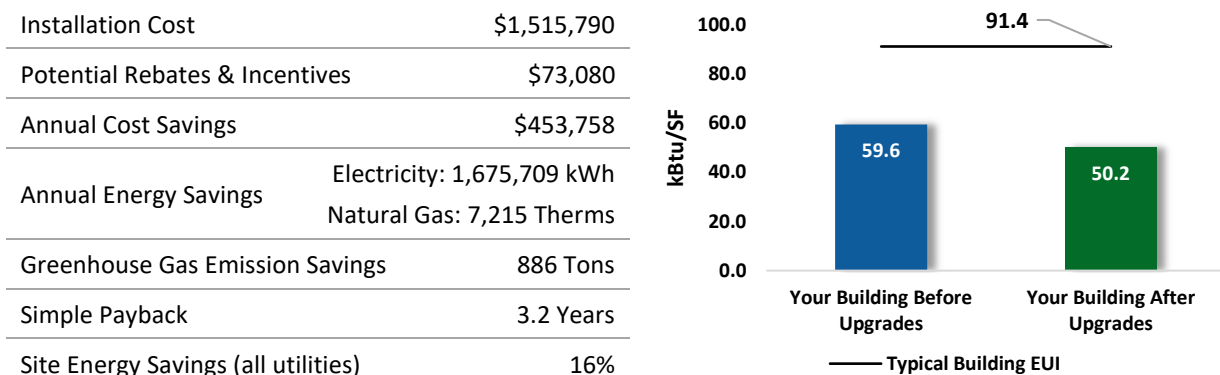 Installation Cost $1,515,790
Potential Rebates & Incentives $73,080
Annual Cost Savings $453,758
Annual Energy Savings
Electricity: 1,675,709 kWh
Natural Gas: 7,215 Therms
Greenhouse Gas Emission Savings 886 Tons
Simple Payback 3.2 Years
Site Energy Savings (all utilities) 16%
kBtu/SF
100.0
80.0
60.0
40.0
20.0
0.0
91.4
59.6
50.2
Your Building Before
Upgrades
Your Building After
Upgrades
Typical Building EUI